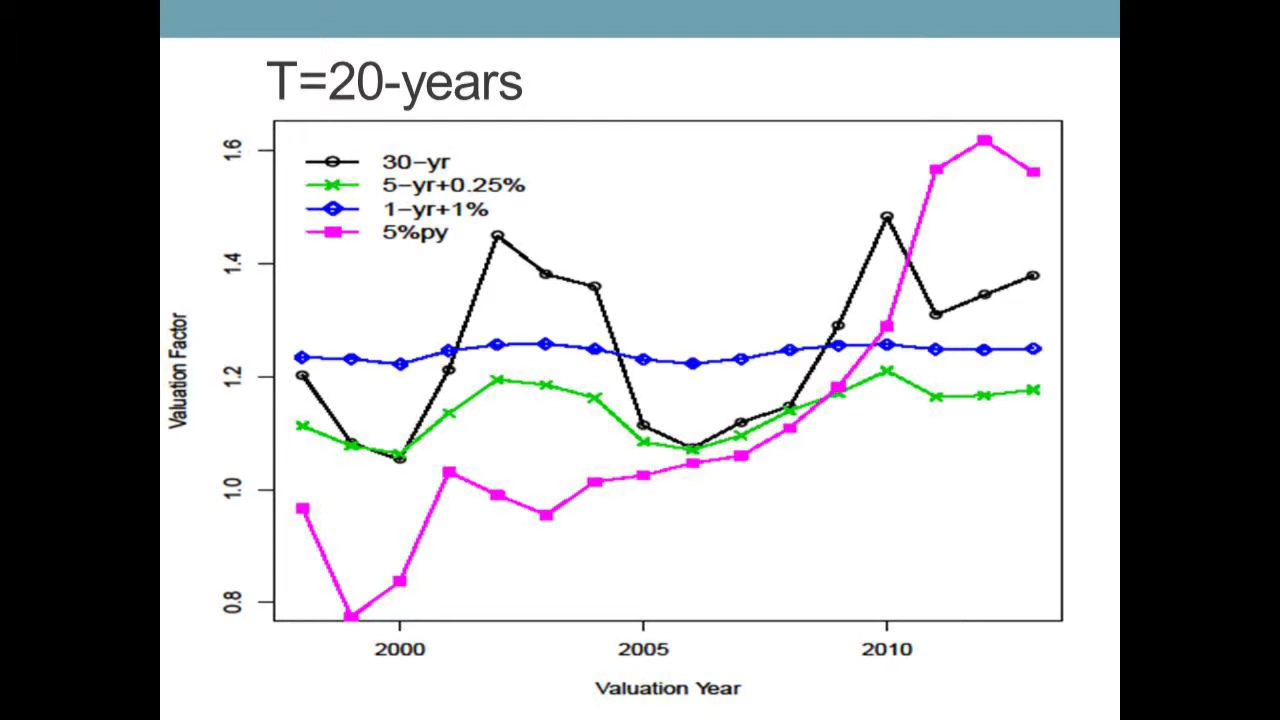 T=20-years
1.6
1.4
1.2
1.0
0.8
Valuation Factor
30-yr
5-yr+0.25%
1-yr+1%
5%py
2000 2005 2010
Valuation Year